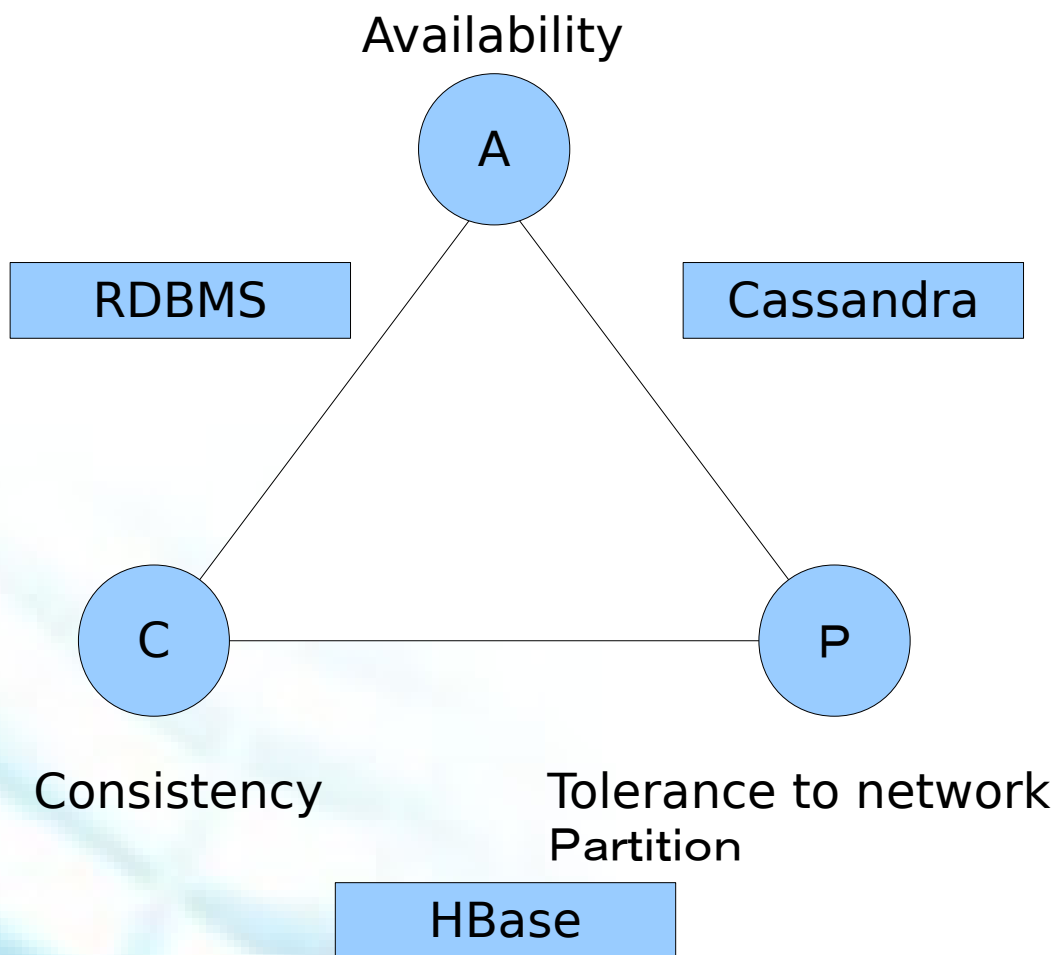 Availability
A
RDBMS
Cassandra
C
P
Consistency
Tolerance to network
Partition
HBase